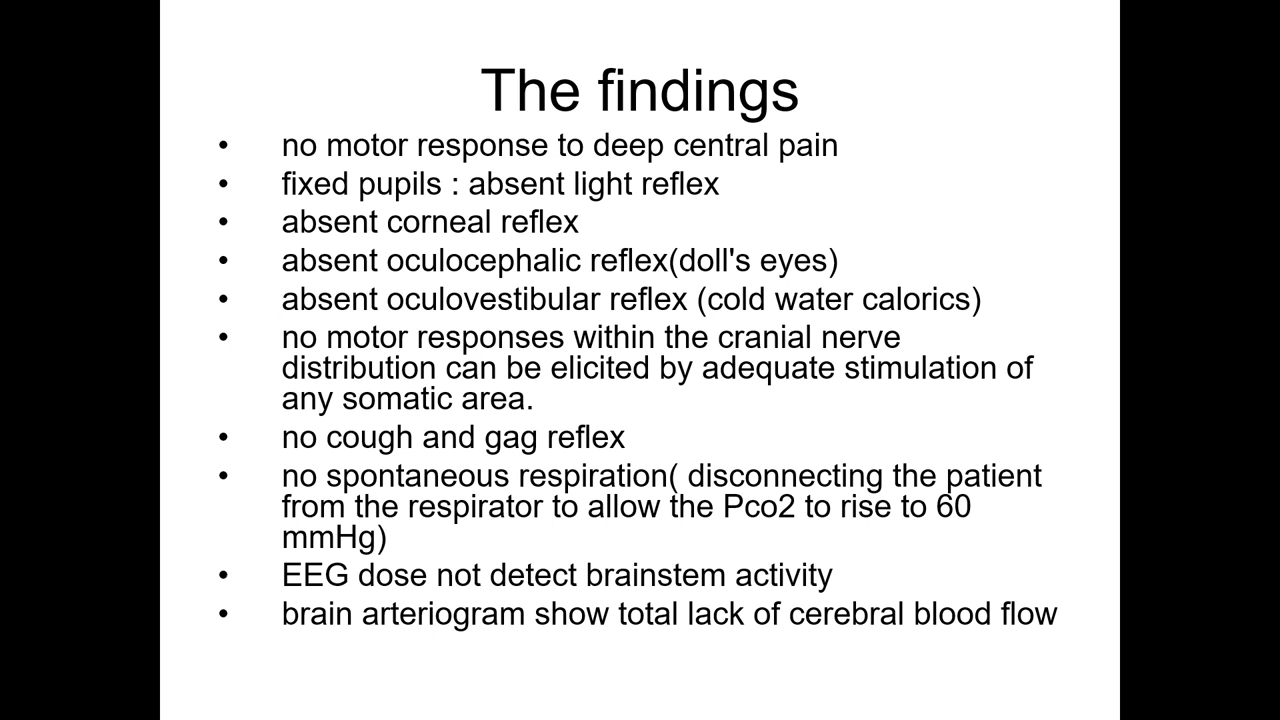 The findings
• no motor response to deep central pain
• fixed pupils : absent light reflex
• absent corneal reflex
• absent oculocephalic reflex(doll's eyes)
• absent oculovestibular reflex (cold water calorics)
• no motor responses within the cranial nerve
distribution can be elicited by adequate stimulation of
any somatic area.
• no cough and gag reflex
• no spontaneous respiration( disconnecting the patient
from the respirator to allow the Pco2 to rise to 60
mmHg)
• EEG dose not detect brainstem activity
• brain arteriogram show total lack of cerebral blood flow